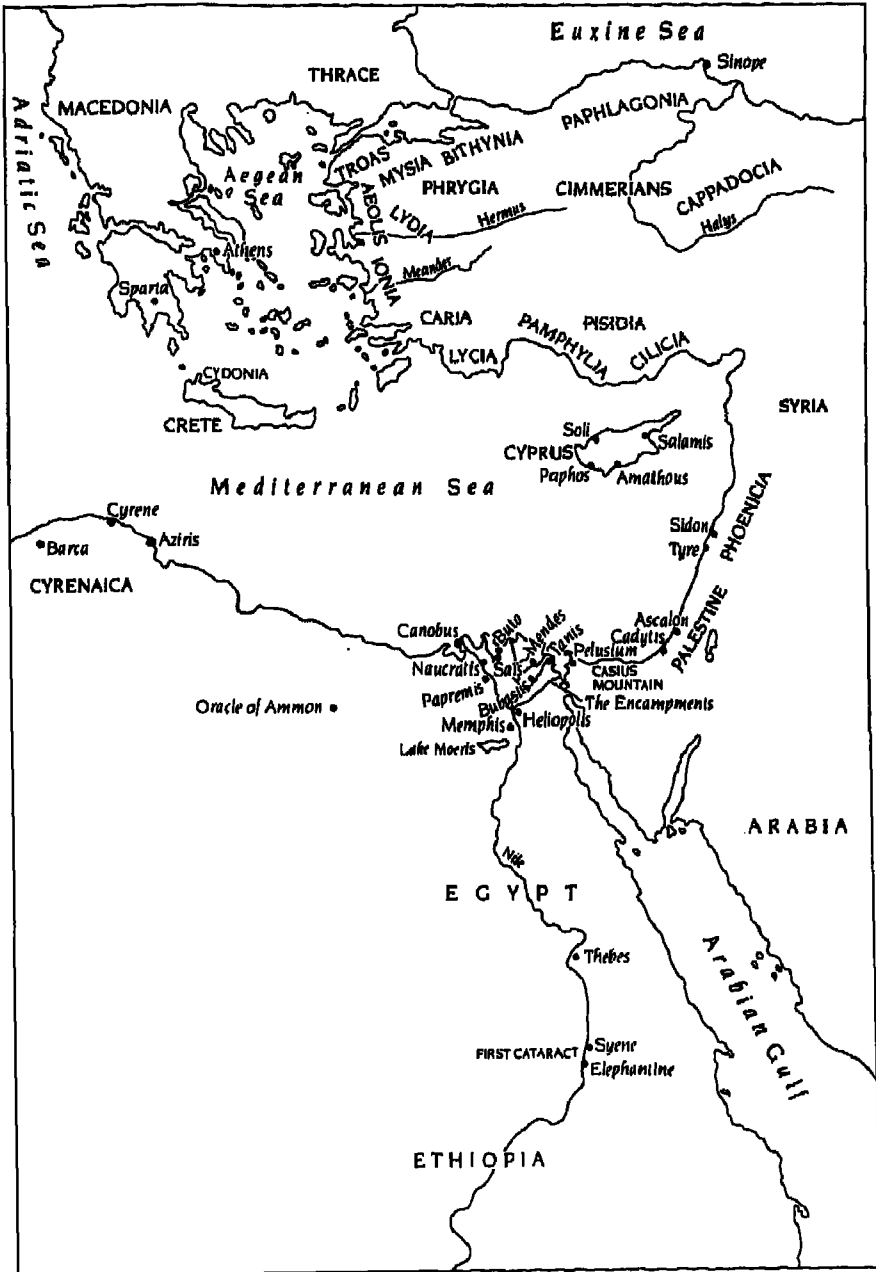 Euxine Sea
Sinope
THRACE
MACEDONIA
PAPHLAGONIA
Adriatic Sea
BITHYNIA
MYSIA
TROAS
Aegean
Sea
PHRYGIA
CIMMERIANS
CAPPADOCIA
AEOLIS
LYDIA
Hermus
Halys
Athens
IONIA
Meander
Sparta
CARIA
PISIDIA
PAMPHYLIA
CILICIA
LYCIA
CYDONIA
CRETE
SYRIA
Soli
Salamis
CYPRUS
Paphos
Amathous
Mediterranean Sea
Cyrene
Aziris
Barca
CYRENAICA
Sidon
Tyre
PHOENICIA
PALESTINE
Ascalon
Cadytis
Canobus
Buto
Mendes
Tanis
Pelusium
Naucratis
Sais
CASIUS
MOUNTAIN
Papremis
Bubastis
The Encampments
Oracle of Ammon
Heliopolis
Memphis
Lake Moeris
ARABIA
Nile
EGYPT
Thebes
Arabian Gulf
FIRST CATARACT
Syene
Elephantine
ETHIOPIA